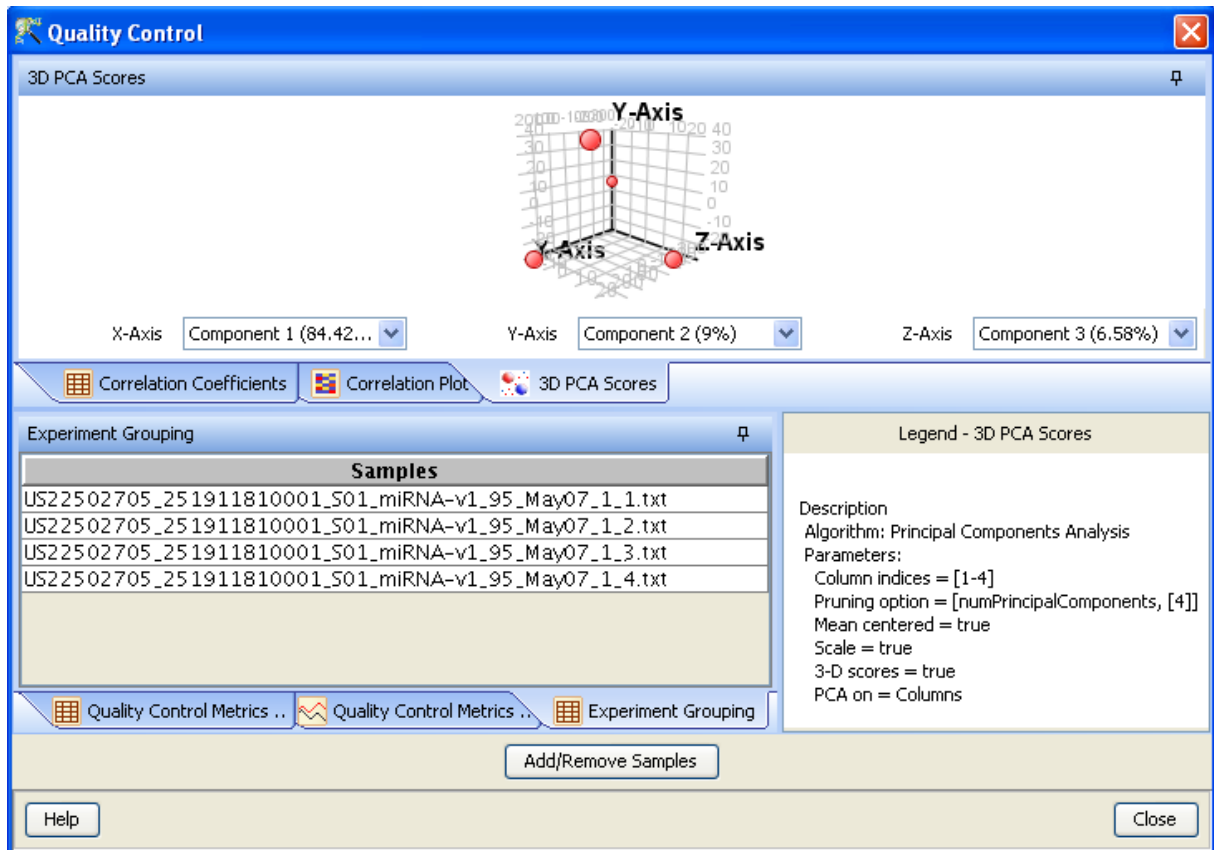 Quality Control
3D PCA Scores
Y-Axis
40
30
20
10
0
-10
Y-Axis
Z-Axis
X-Axis Component 1 (84.42... Y-Axis Component 2 (9%) Z-Axis Component 3 (6.58%)
Correlation Coefficients Correlation Plot 3D PCA Scores
Experiment Grouping
Samples
US22502705_251911810001_S01_miRNA-v1_95_May07_1_1.txt
US22502705_251911810001_S01_miRNA-v1_95_May07_1_2.txt
US22502705_251911810001_S01_miRNA-v1_95_May07_1_3.txt
US22502705_251911810001_S01_miRNA-v1_95_May07_1_4.txt
Quality Control Metrics .. Quality Control Metrics .. Experiment Grouping
Legend - 3D PCA Scores
Description
Algorithm: Principal Components Analysis
Parameters:
Column indices = [1-4]
Pruning option = [numPrincipalComponents, [4]]
Mean centered = true
Scale = true
3-D scores = true
PCA on = Columns
Add/Remove Samples
Help Close